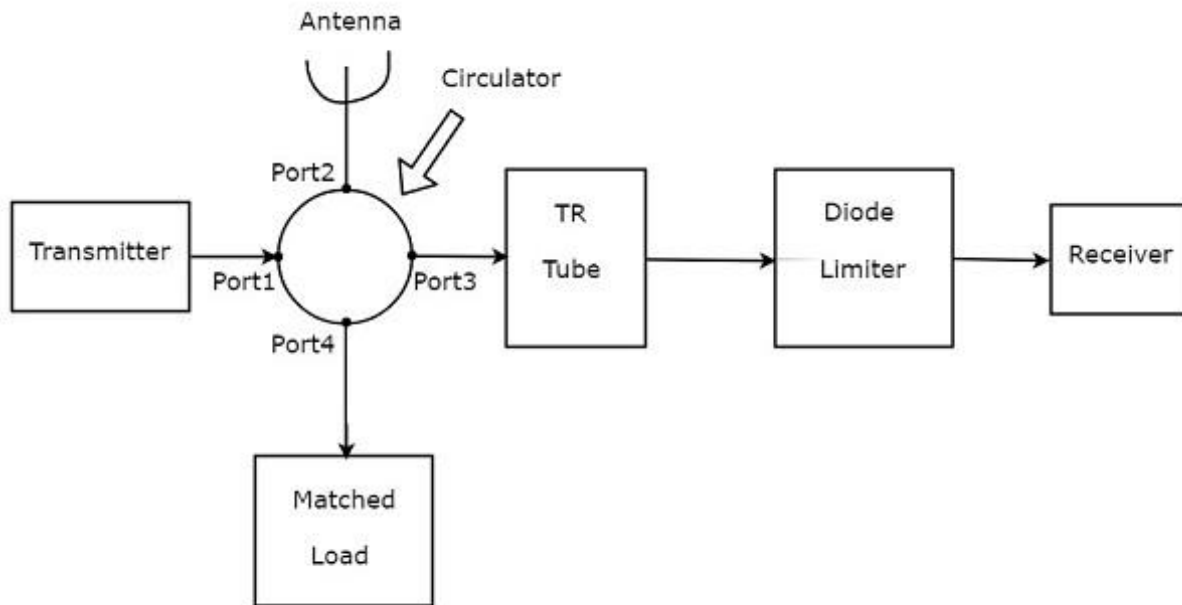 Antenna
Circulator
Port2
Transmitter
Port1
Port3
Port4
TR
Tube
Diode
Limiter
Receiver
Matched
Load